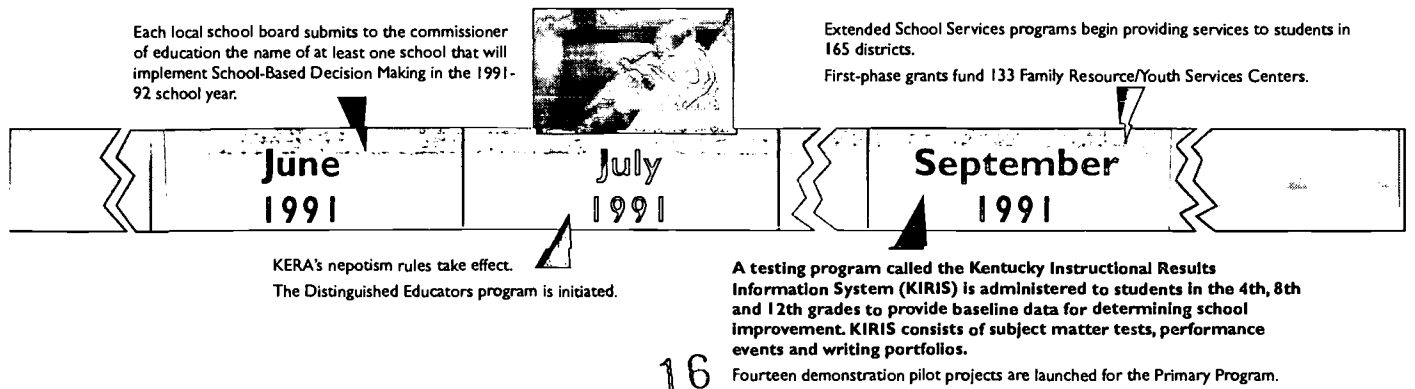 Each local school board submits to the commissioner
of education the name of at least one school that will
implement School-Based Decision Making in the 1991-
92 school year.
Extended School Services programs begin providing services to students in
165 districts.
First-phase grants fund 133 Family Resource/Youth Services Centers.
June
1991
July
1991
September
1991
KERA's nepotism rules take effect.
The Distinguished Educators program is initiated.
A testing program called the Kentucky Instructional Results
Information System (KIRIS) is administered to students in the 4th, 8th
and 12th grades to provide baseline data for determining school
improvement. KIRIS consists of subject matter tests, performance
events and writing portfolios.
Fourteen demonstration pilot projects are launched for the Primary Program.
16